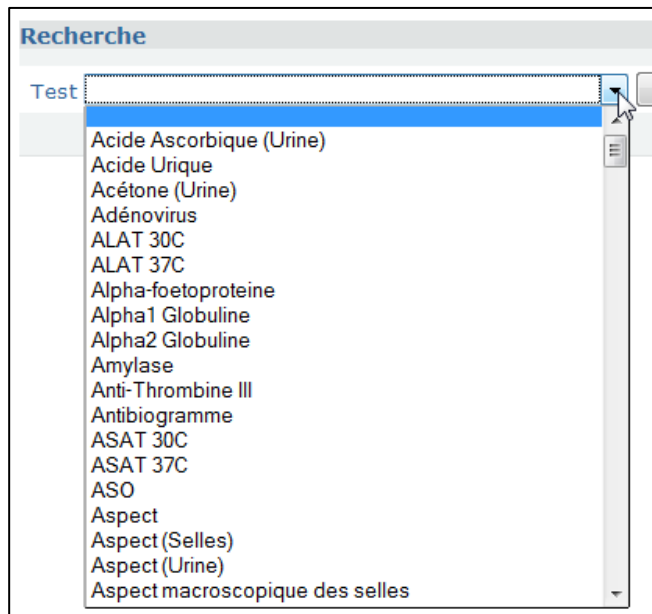 Recherche
Test
Acide Ascorbique (Urine)
Acide Urique
Acétone (Urine)
Adénovirus
ALAT 30C
ALAT 37C
Alpha-foetoproteine
Alpha1 Globuline
Alpha2 Globuline
Amylase
Anti-Thrombine III
Antibiogramme
ASAT 30C
ASAT 37C
ASO
Aspect
Aspect (Selles)
Aspect (Urine)
Aspect macroscopique des selles